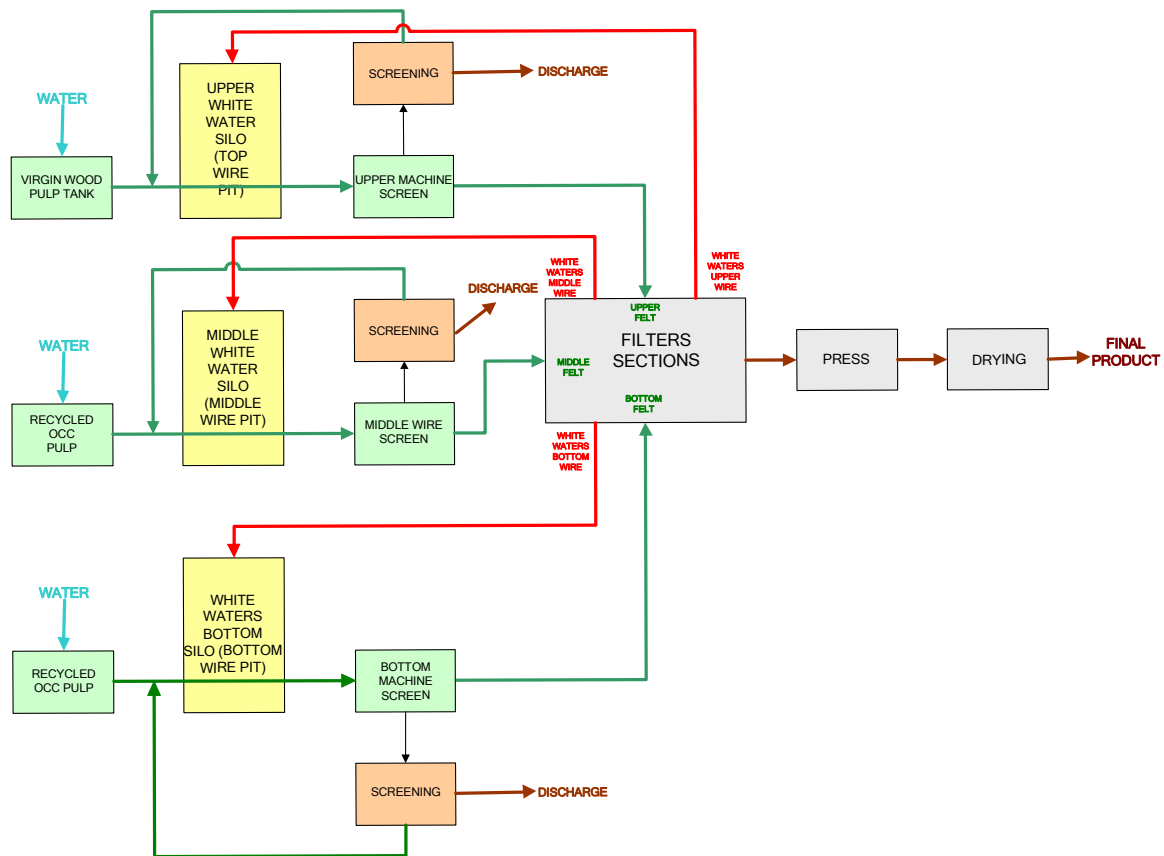 SCREENING
DISCHARGE
UPPER
WHITE
WATER
SILO
(TOP
WIRE
PIT)
WATER
VIRGIN WOOD
PULP TANK
UPPER MACHINE
SCREEN
WHITE
WATERS
MIDDLE
WIRE
WHITE
WATERS
UPPER
WIRE
DISCHARGE
SCREENING
MIDDLE
WHITE
WATER
SILO
(MIDDLE
WIRE PIT)
WATER
RECYCLED
OCC
PULP
MIDDLE WIRE
SCREEN
UPPER
FELT
FILTERS
SECTIONS
MIDDLE
FELT
BOTTOM
FELT
PRESS
DRYING
FINAL
PRODUCT
WHITE
WATERS
BOTTOM
WIRE
WATER
WHITE
WATERS
BOTTOM
SILO (BOTTOM
WIRE PIT)
RECYCLED
OCC PULP
BOTTOM
MACHINE
SCREEN
SCREENING
DISCHARGE